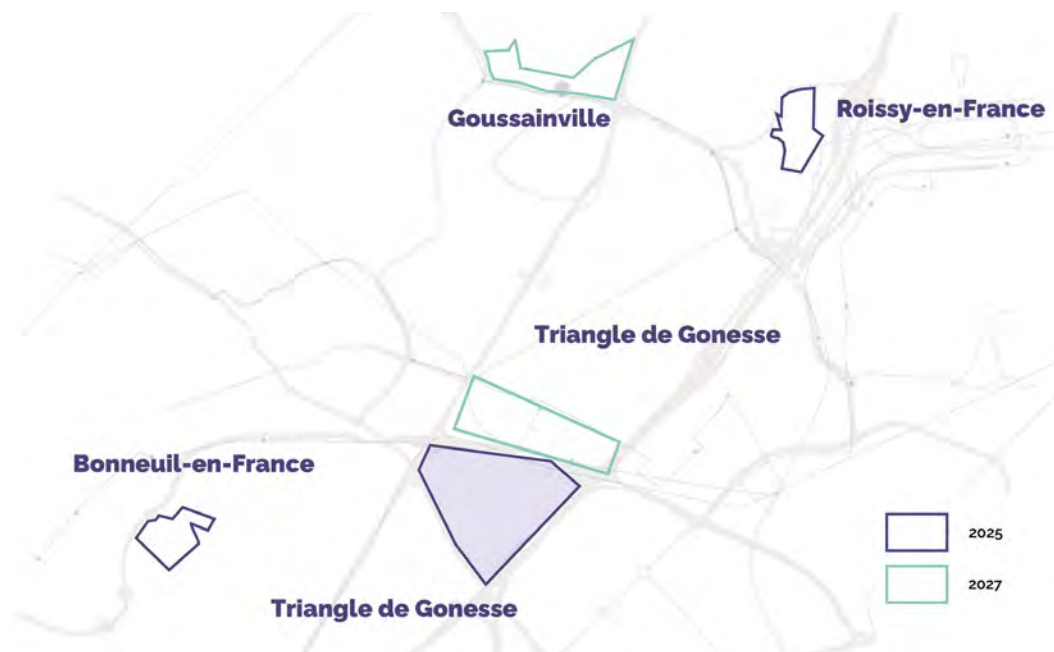 Goussainville
Roissy-en-France
Triangle de Gonesse
Bonneuil-en-France
Triangle de Gonesse
2025
2027